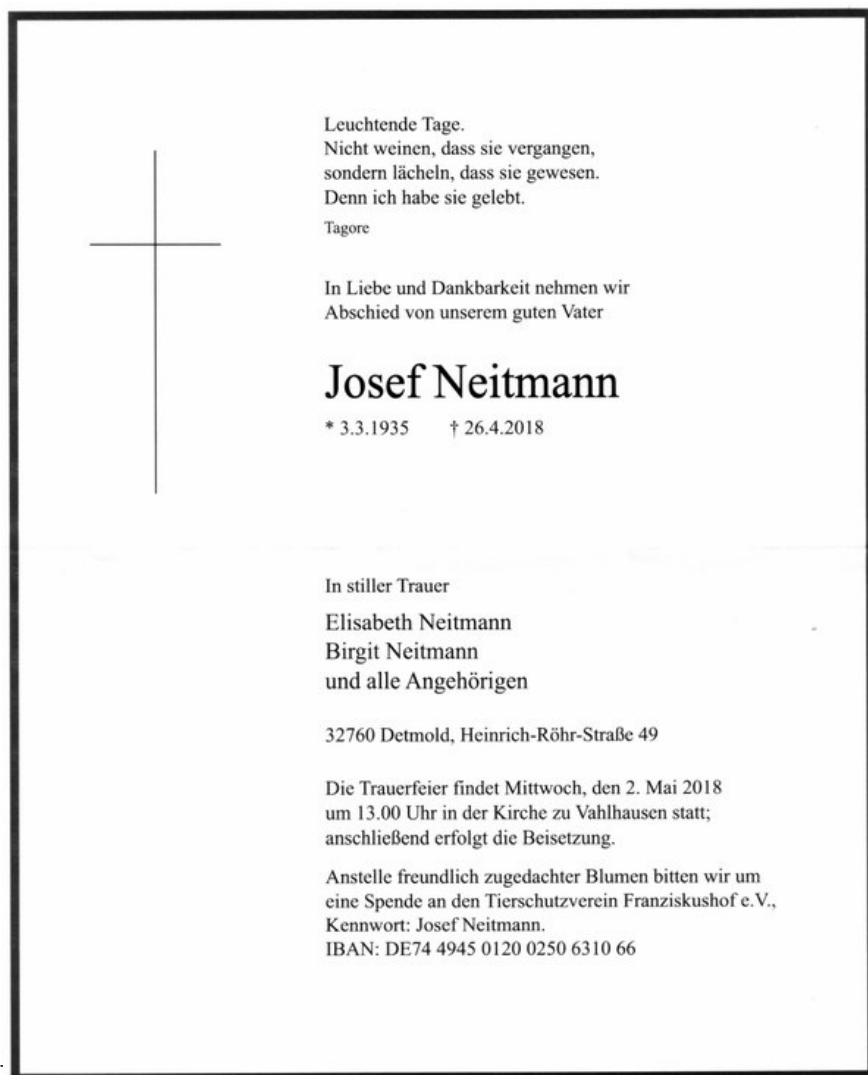 Leuchtende Tage.
Nicht weinen, dass sie vergangen,
sondern lächeln, dass sie gewesen.
Denn ich habe sie gelebt.
Tagore
In Liebe und Dankbarkeit nehmen wir
Abschied von unserem guten Vater
Josef Neitmann
* 3.3.1935 † 26.4.2018
In stiller Trauer
Elisabeth Neitmann
Birgit Neitmann
und alle Angehörigen
32760 Detmold, Heinrich-Röhr-Straße 49
Die Trauerfeier findet Mittwoch, den 2. Mai 2018
um 13.00 Uhr in der Kirche zu Vahlhausen statt;
anschließend erfolgt die Beisetzung.
Anstelle freundlich zugedachter Blumen bitten wir um
eine Spende an den Tierschutzverein Franziskushof e.V.,
Kennwort: Josef Neitmann.
IBAN: DE74 4945 0120 0250 6310 66